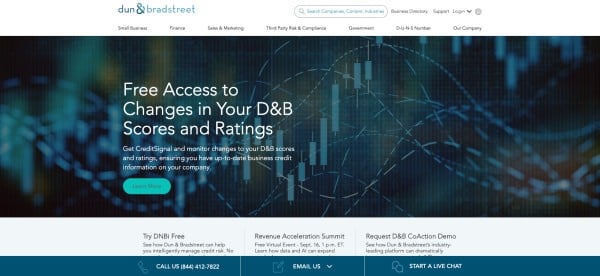 dun & bradstreet
Search Companies, Content, Industries
Business Directory Support Login
Small Business Finance Sales & Marketing Third Party Risk & Compliance Government D-U-N-S Number Our Company
Free Access to
Changes in Your D&B
Scores and Ratings
Get CreditSignal and monitor changes to your D&B scores
and ratings, ensuring you have up-to-date business credit
information on your company.
Learn More
Try DNBi Free Revenue Acceleration Summit Request D&B CoAction Demo
See how Dun & Bradstreet can help Free Virtual Event - Sept. 16, 1 p.m. ET. See how Dun & Bradstreet's industry-
you intelligently manage credit risk. No Learn how data and AI can expand leading platform can dramatically
CALL US (844) 412-7822 EMAIL US START A LIVE CHAT